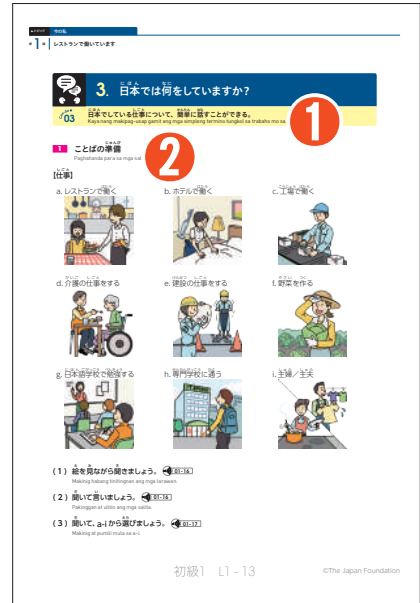 今の私
第1課 レストランで働いています
3. 日本では何をしていますか?
03 日本でしている仕事について、簡単に話すことができる。
Kaya nang makipag-usap gamit ang mga simpleng termino tungkol sa trabaho mo sa
1
1 ことばの準備
Paghahanda para sa mga sal
2
【仕事】
a. レストランで働く b. ホテルで働く c. 工場で働く
d. 介護の仕事をする e. 建設の仕事をする f. 野菜を作る
g. 日本語学校で勉強する h. 専門学校に通う i. 主婦/主夫
(1) 絵を見ながら聞きましょう。 01-16
Makinig habang tinitingnan ang mga larawan.
(2) 聞いて言いましょう。 01-16
Pakinggan at ulitin ang mga salita.
(3) 聞いて、a-i から選びましょう。 01-17
Makinig at pumili mula sa a-i.
初級1 L1 - 13
©The Japan Foundation